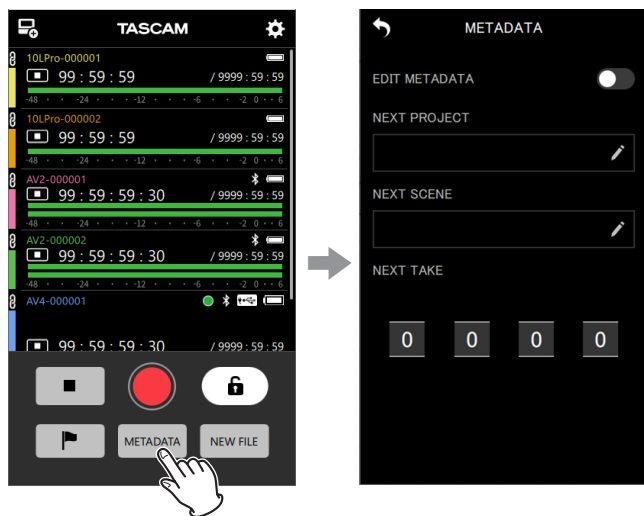 TASCAM
10LPro-000001
99 : 59 : 59 / 9999 : 59 : 59
-48 · · -24 · · · -12 · · · -6 · · -2 0 · · 6
10LPro-000002
99 : 59 : 59 / 9999 : 59 : 59
-48 · · -24 · · · -12 · · · -6 · · -2 0 · · 6
AV2-000001
99 : 59 : 59 : 30 / 9999 : 59 : 59
-48 · · -24 · · · -12 · · · -6 · · -2 0 · · 6
AV2-000002
99 : 59 : 59 : 30 / 9999 : 59 : 59
-48 · · -24 · · · -12 · · · -6 · · -2 0 · · 6
AV4-000001
99 : 59 : 59 : 30 / 9999 : 59 : 59
METADATA NEW FILE
METADATA
EDIT METADATA
NEXT PROJECT
NEXT SCENE
NEXT TAKE
0 0 0 0